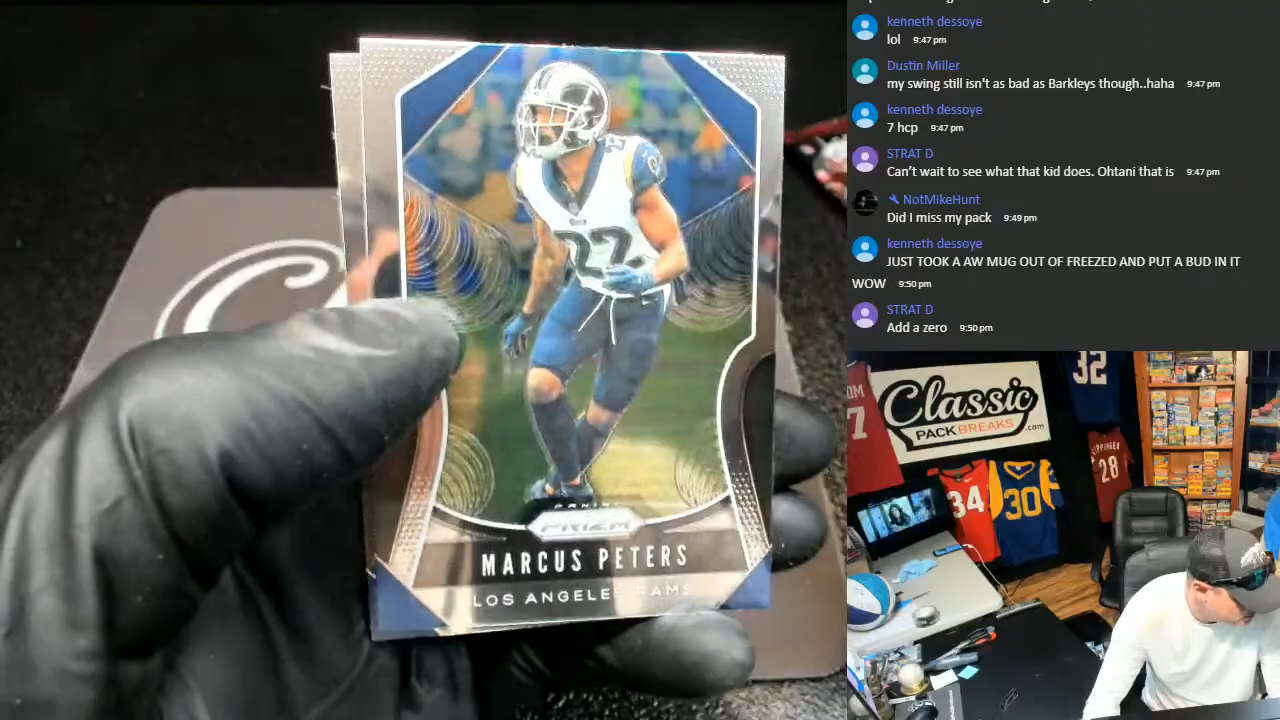 22
PANINI
PRIZM
MARCUS PETERS
LOS ANGELES RAMS
kenneth dessoye
lol 9:47 pm
Dustin Miller
my swing still isn't as bad as Barkleys though..haha 9:47 pm
kenneth dessoye
7 hcp 9:47 pm
STRAT D
Can't wait to see what that kid does. Ohtani that is 9:47 pm
NotMikeHunt
Did I miss my pack 9:49 pm
kenneth dessoye
JUST TOOK A AW MUG OUT OF FREEZED AND PUT A BUD IN IT
WOW 9:50 pm
STRAT D
Add a zero 9:50 pm
Classic
PACKBREAKS.com
32
7
34
30
28